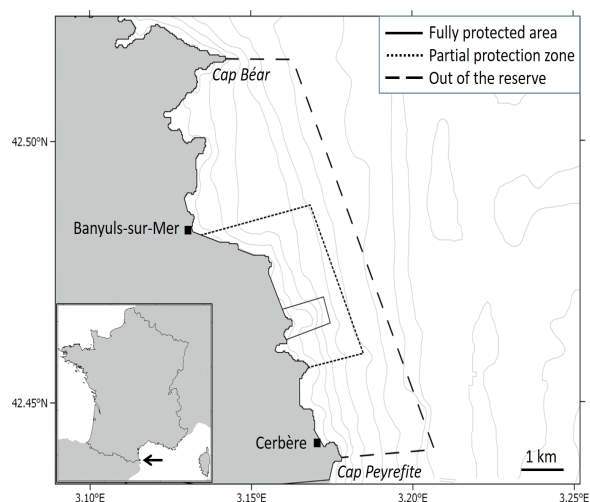 Fully protected area
Partial protection zone
Out of the reserve
Cap Béar
42.50°N
Banyuls-sur-Mer
42.45°N
Cerbère
Cap Peyrefite
1 km
3.10°E
3.15°E
3.20°E
3.25°E